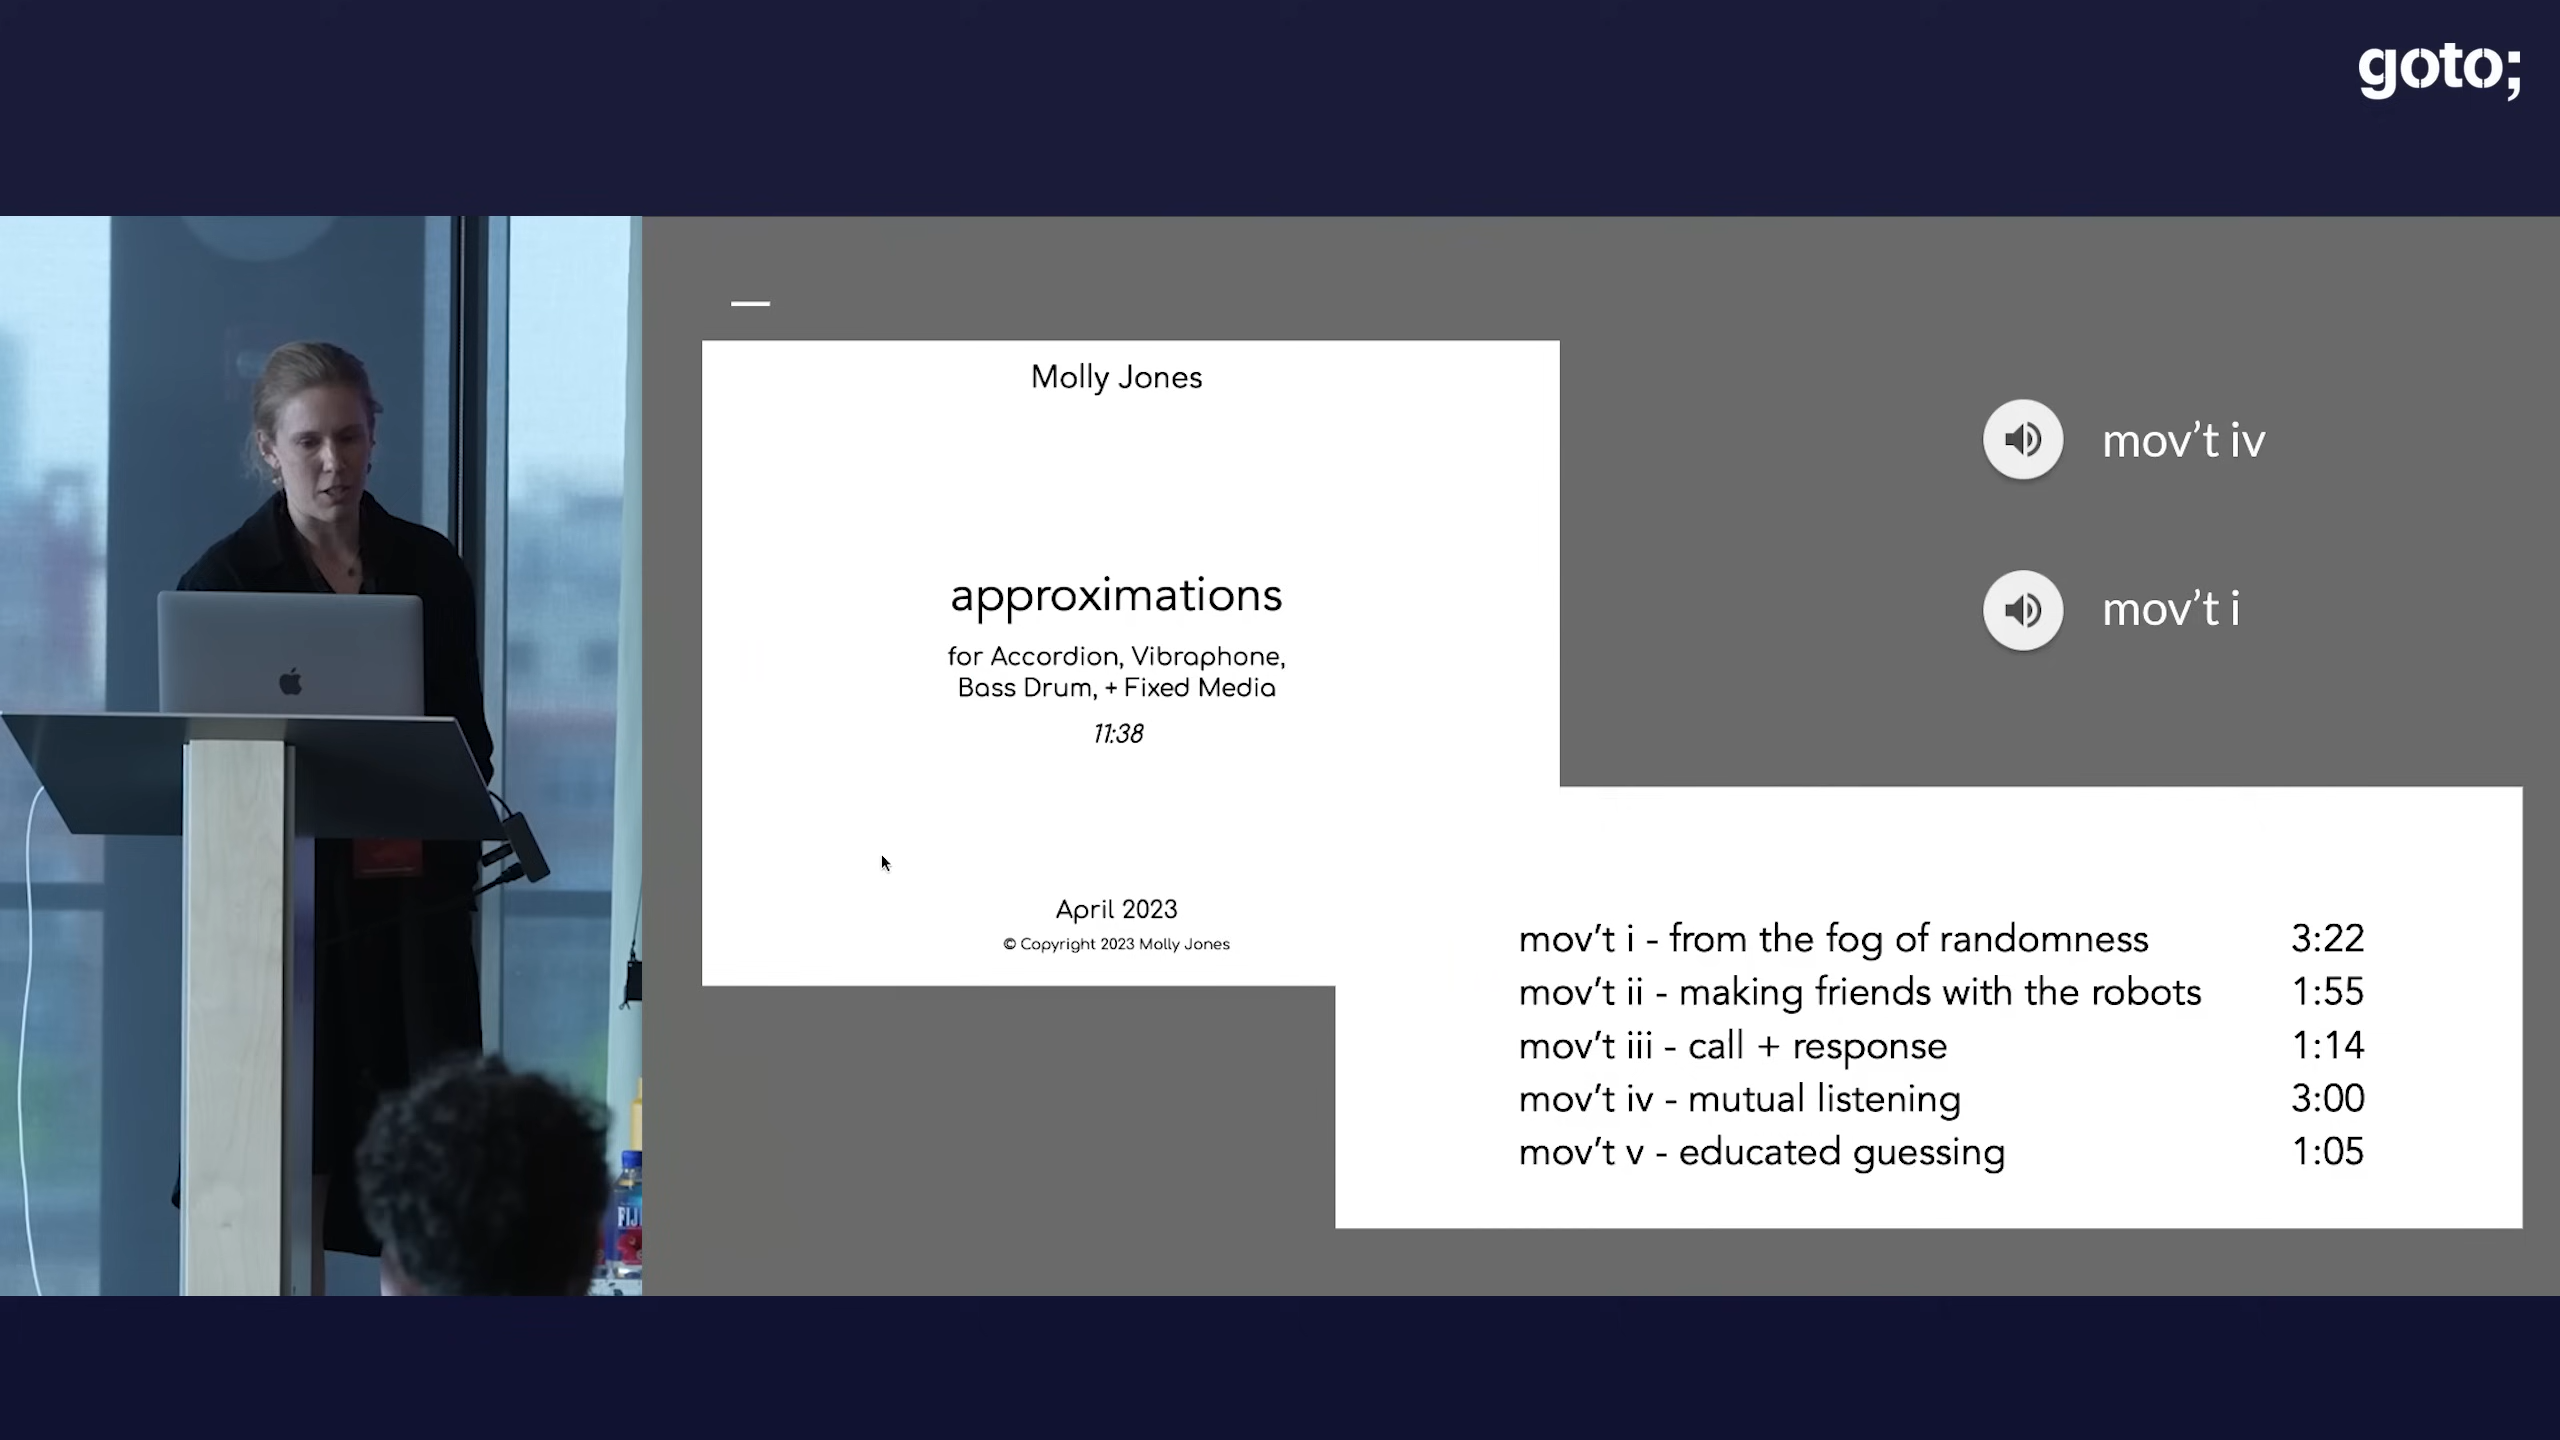 goto;
Molly Jones
approximations
for Accordion, Vibraphone,
Bass Drum, + Fixed Media
11:38
April 2023
© Copyright 2023 Molly Jones
mov't iv
mov't i
mov't i - from the fog of randomness 3:22
mov't ii - making friends with the robots 1:55
mov't iii - call + response 1:14
mov't iv - mutual listening 3:00
mov't v - educated guessing 1:05
FIJI